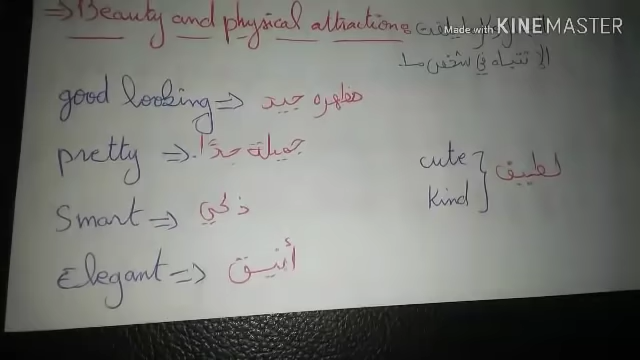 ⇒ Beauty and physical attraction:
الانتباه في شخص ما
Made with KINEMASTER
good looking ⇒ مظهره جيد
pretty ⇒ جميلة جدًا.
Smart ⇒ ذكي
Elegant ⇒ أنيق
cute
kind } لطيف